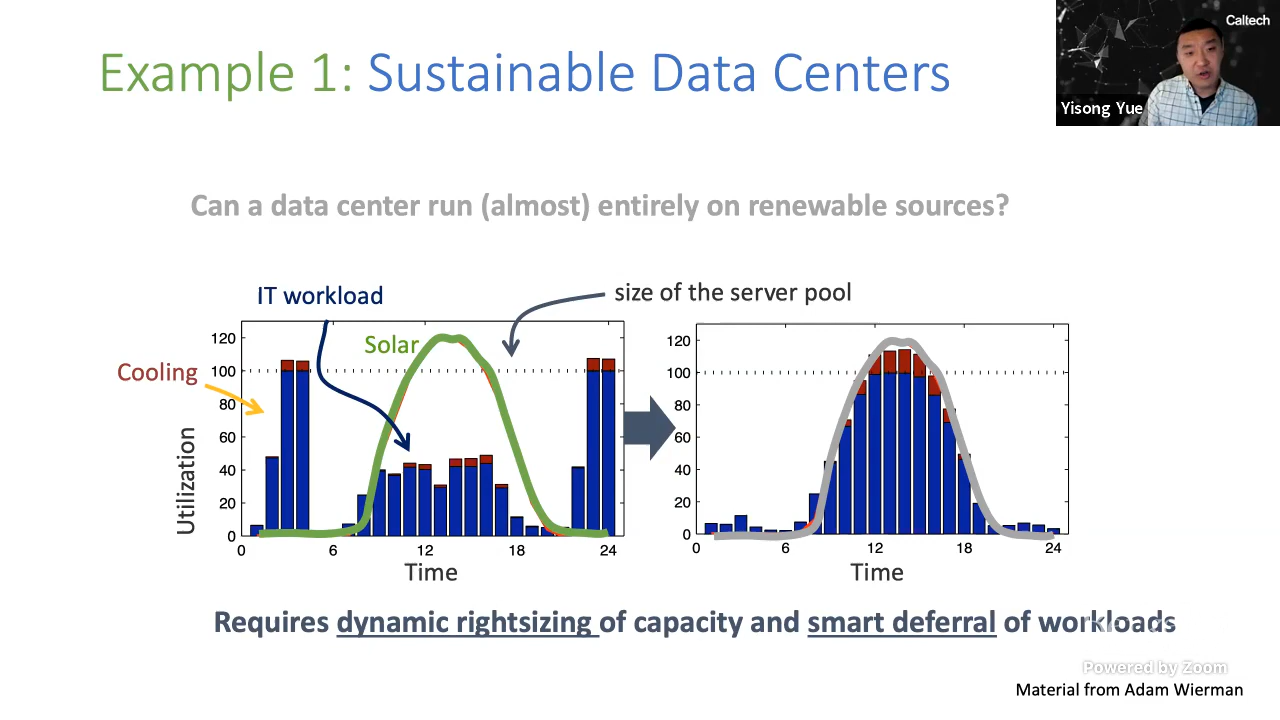 Example 1: Sustainable Data Centers
Caltech
Yisong Yue
Can a data center run (almost) entirely on renewable sources?
IT workload
size of the server pool
Solar
Cooling
Utilization
120
100
80
60
40
20
0
0 6 12 18 24
Time
120
100
80
60
40
20
0
0 6 12 18 24
Time
Requires dynamic rightsizing of capacity and smart deferral of workloads
Powered by Zoom
Material from Adam Wierman